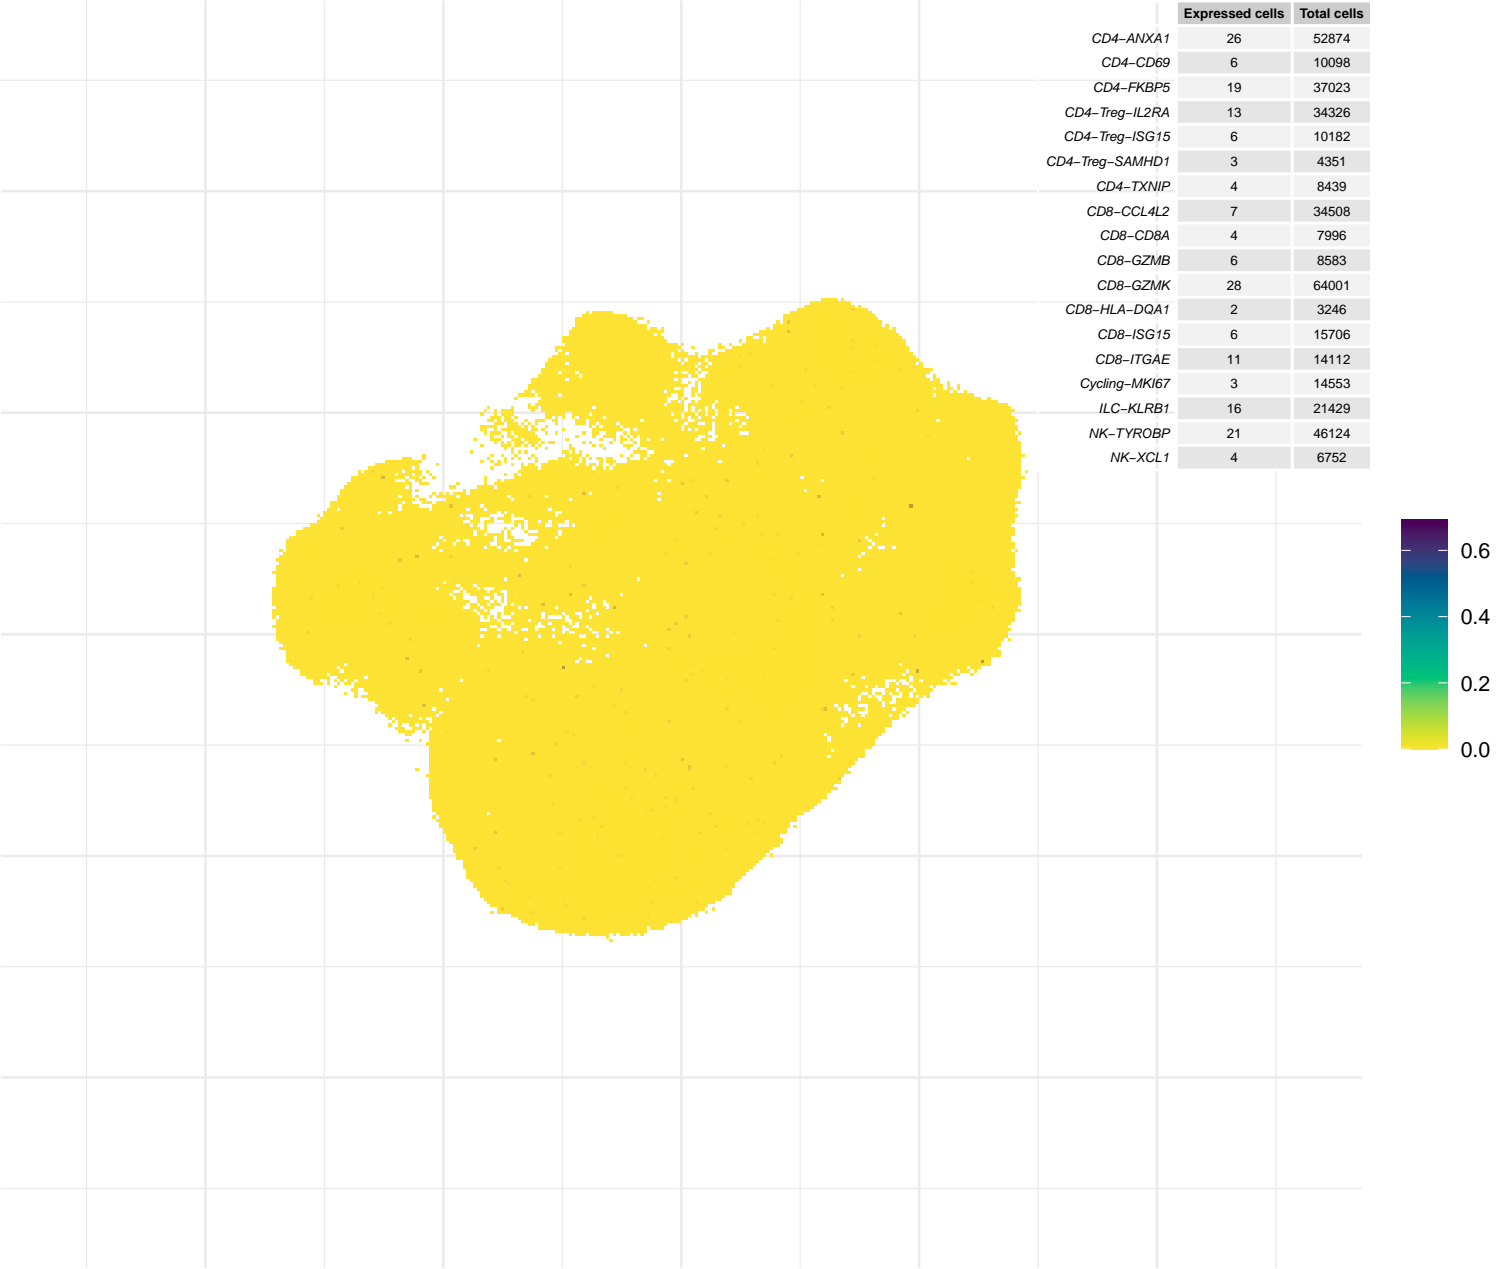 Expressed cells Total cells
CD4−ANXA1 26 52874
CD4−CD69 6 10098
CD4−FKBP5 19 37023
CD4−Treg−IL2RA 13 34326
CD4−Treg−ISG15 6 10182
CD4−Treg−SAMHD1 3 4351
CD4−TXNIP 4 8439
CD8−CCL4L2 7 34508
CD8−CD8A 4 7996
CD8−GZMB 6 8583
CD8−GZMK 28 64001
CD8−HLA−DQA1 2 3246
CD8−ISG15 6 15706
CD8−ITGAE 11 14112
Cycling−MKI67 3 14553
ILC−KLRB1 16 21429
NK−TYROBP 21 46124
NK−XCL1 4 6752
0.6
0.4
0.2
0.0